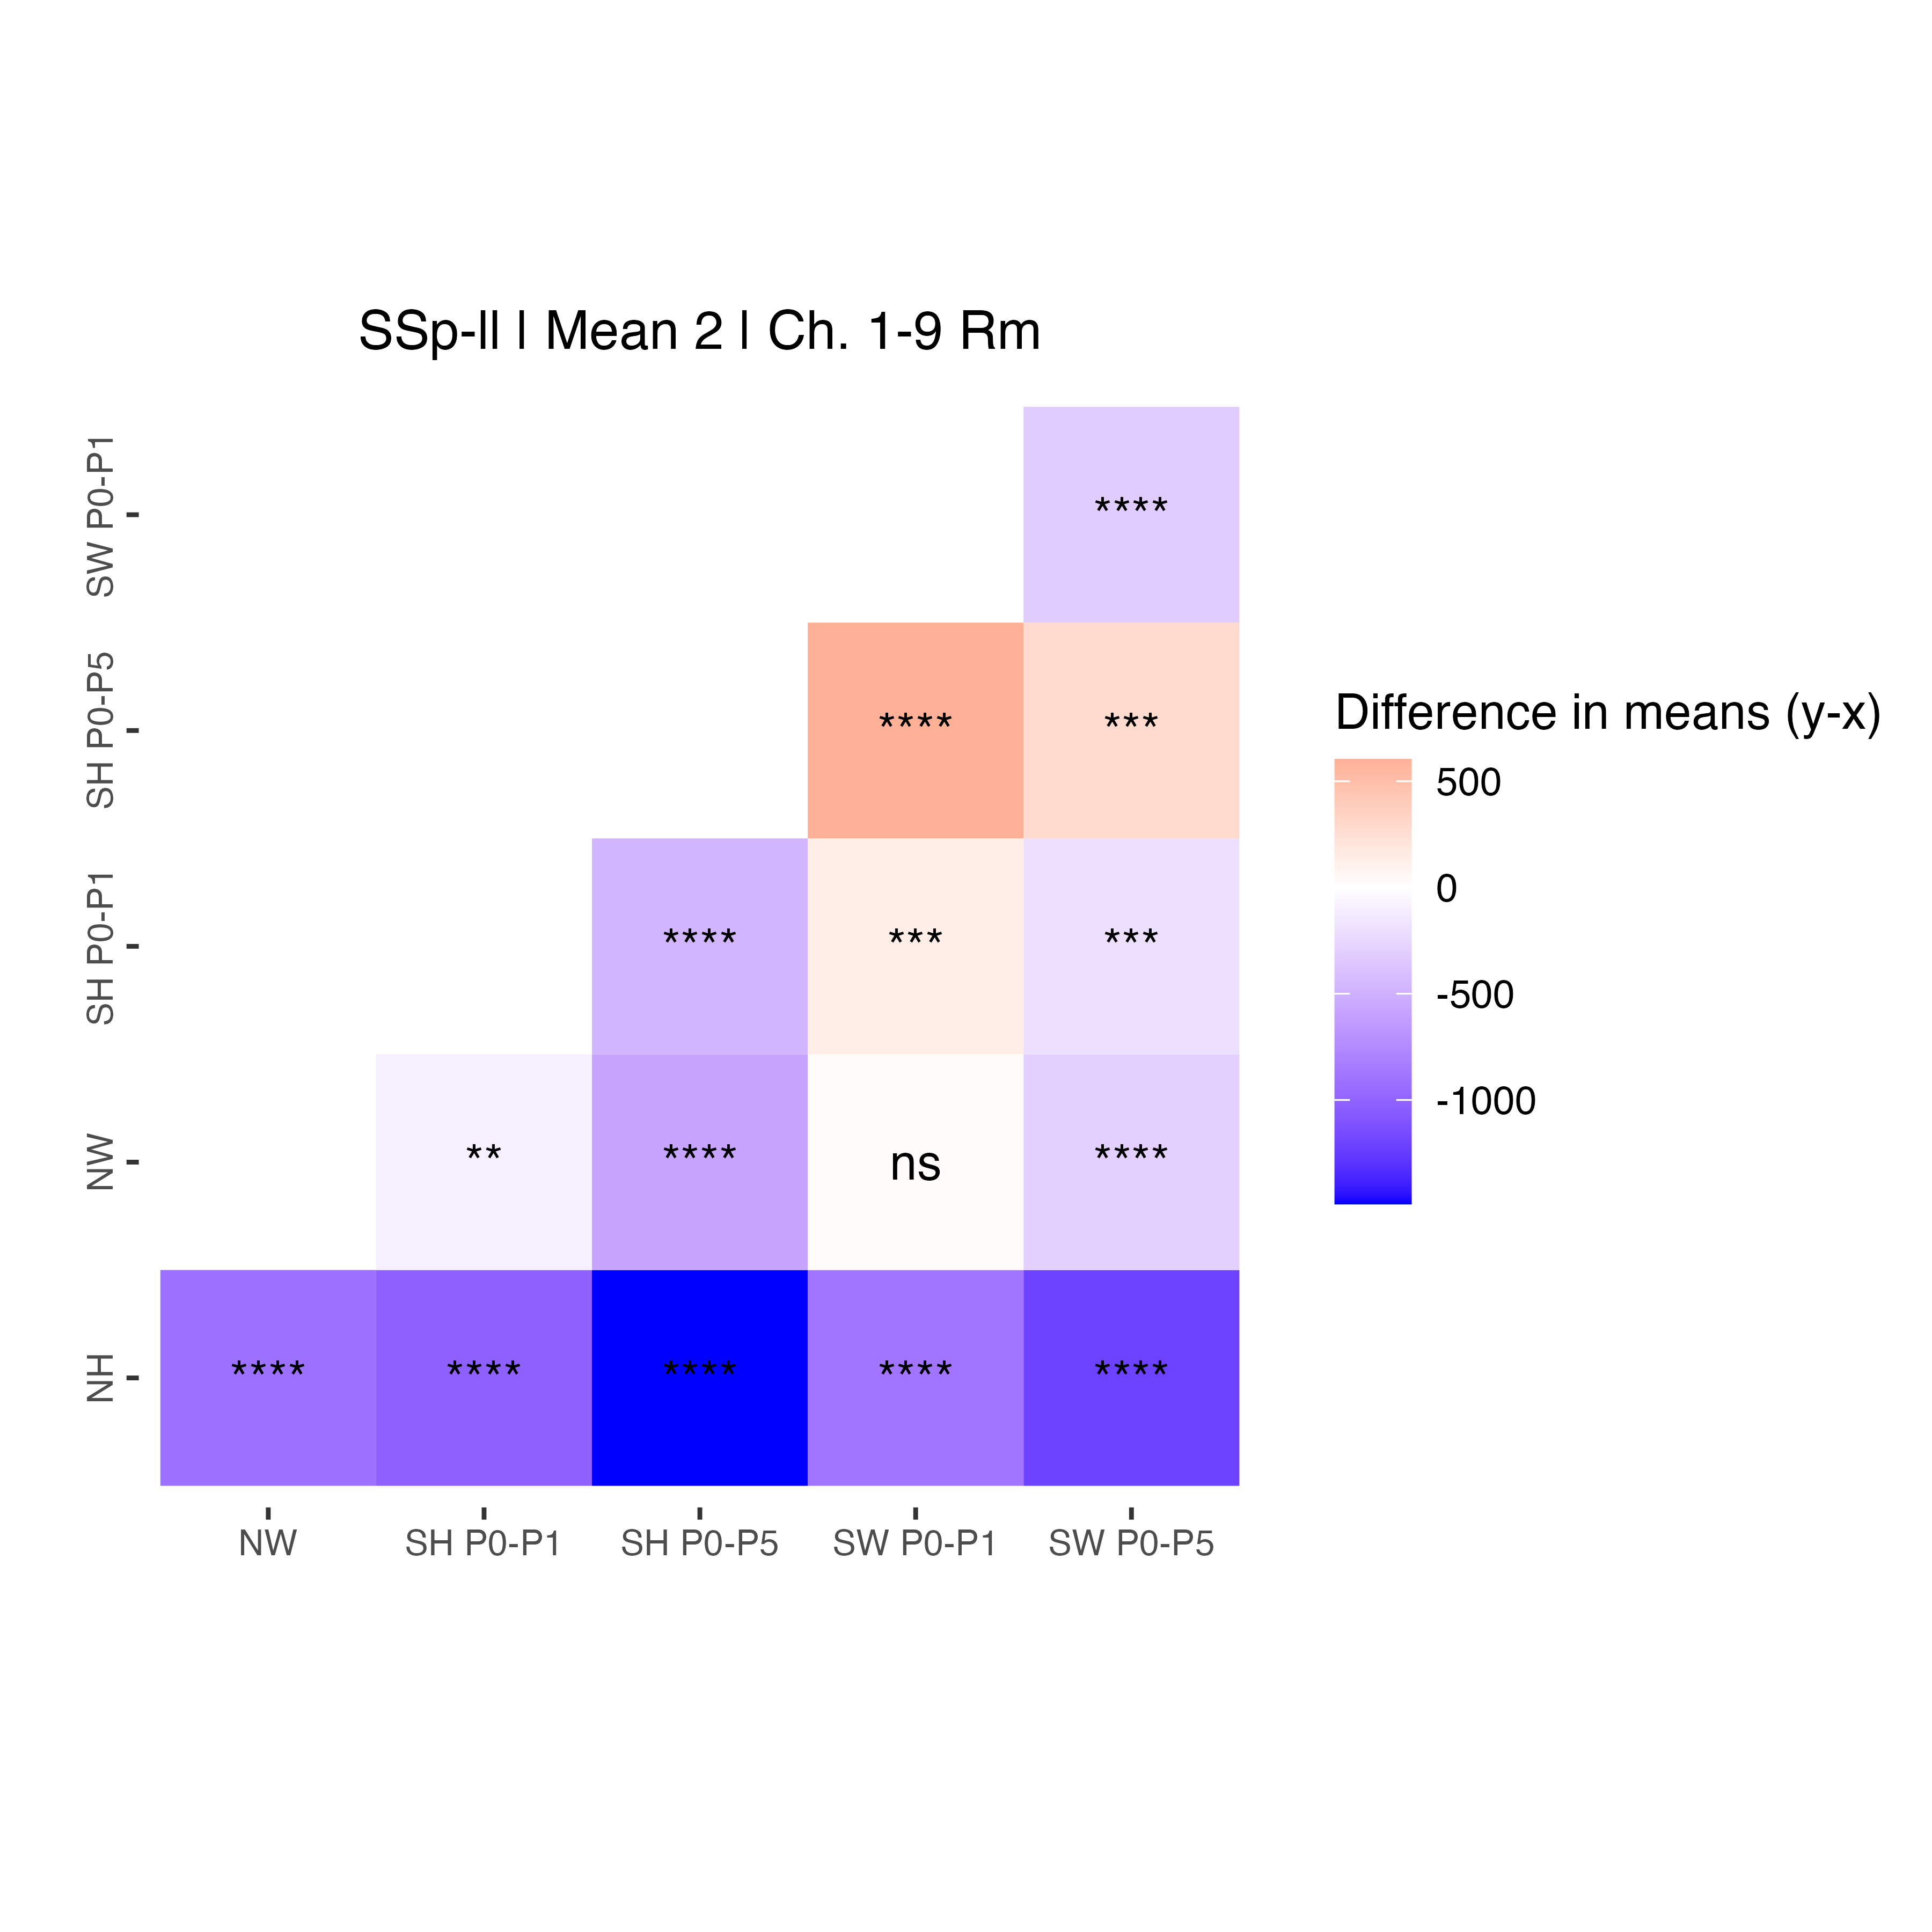 SSp-ll | Mean 2 | Ch. 1-9 Rm
SW P0-P1
****
SH P0-P5
**** ***
SH P0-P1
**** *** ***
NW
** **** ns ****
NH
**** **** **** **** ****
NW SH P0-P1 SH P0-P5 SW P0-P1 SW P0-P5
Difference in means (y-x)
500
0
-500
-1000